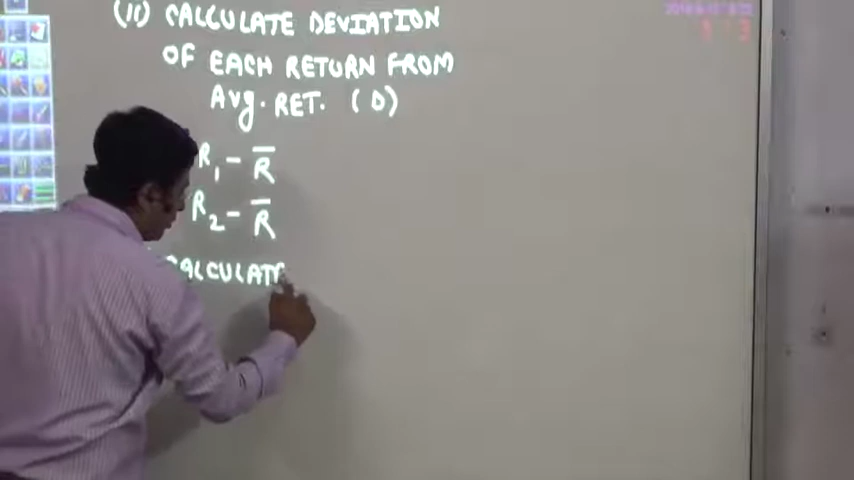 (ii) CALCULATE DEVIATION
OF EACH RETURN FROM
Avg. RET. (D)
R₁ - R̅
R₂ - R̅
CALCULATE